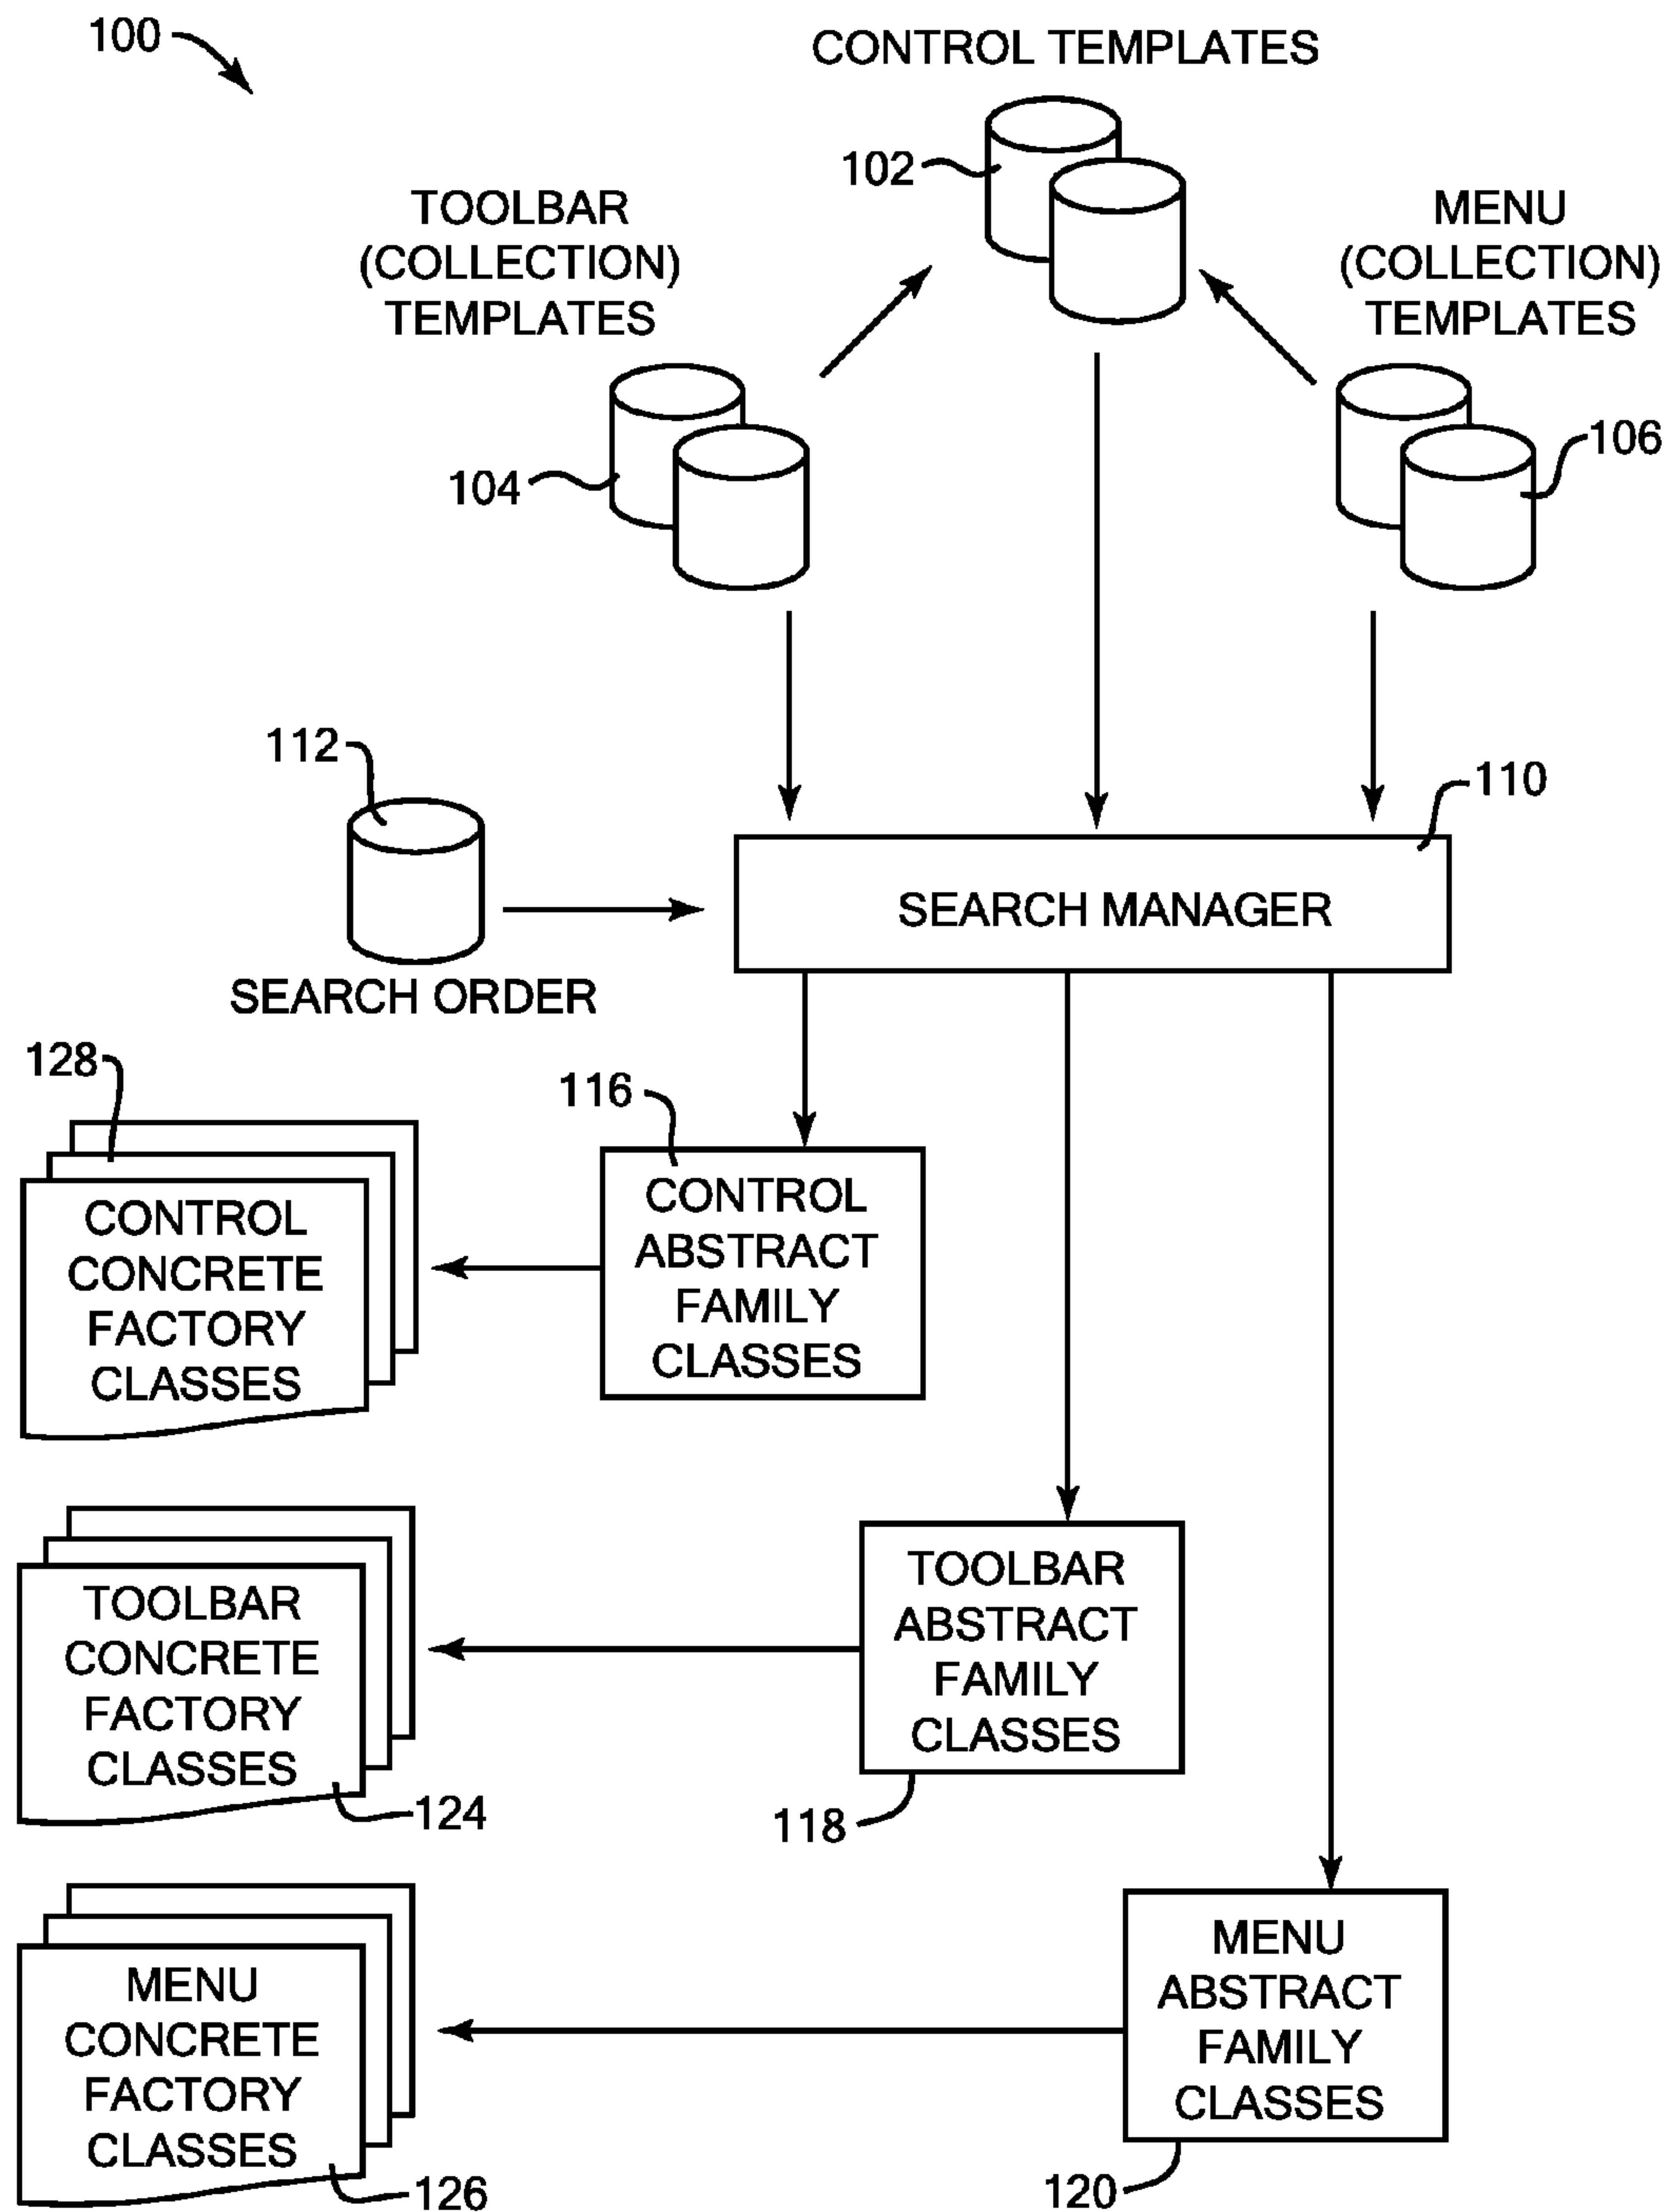 100
CONTROL TEMPLATES
102
TOOLBAR
(COLLECTION)
TEMPLATES
MENU
(COLLECTION)
TEMPLATES
104
106
112
110
SEARCH MANAGER
SEARCH ORDER
128
116
CONTROL
CONCRETE
FACTORY
CLASSES
CONTROL
ABSTRACT
FAMILY
CLASSES
TOOLBAR
CONCRETE
FACTORY
CLASSES
124
TOOLBAR
ABSTRACT
FAMILY
CLASSES
118
MENU
CONCRETE
FACTORY
CLASSES
126
MENU
ABSTRACT
FAMILY
CLASSES
120